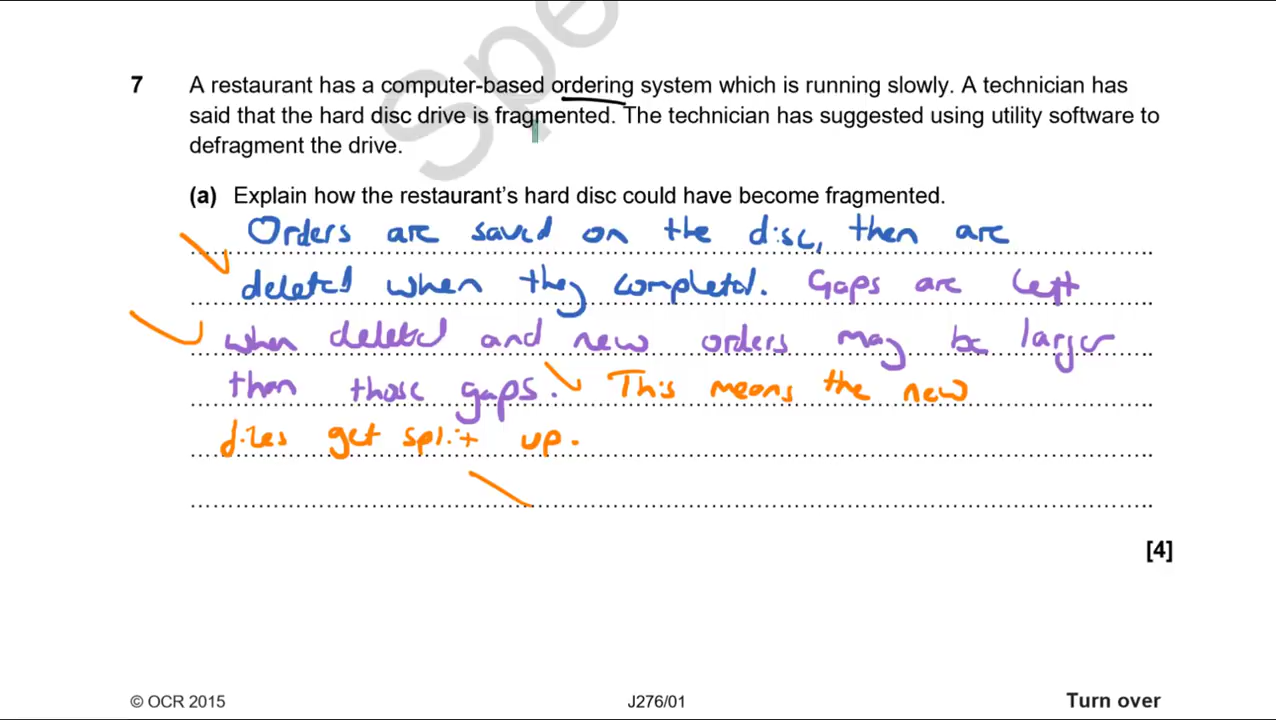 Spe
7 A restaurant has a computer-based ordering system which is running slowly. A technician has
said that the hard disc drive is fragmented. The technician has suggested using utility software to
defragment the drive.
(a) Explain how the restaurant's hard disc could have become fragmented.
Orders are saved on the disc, then are
deleted when they completed. Gaps are left
when deleted and new orders may be larger
than those gaps. This means the new
files get split up.
[4]
© OCR 2015 J276/01 Turn over